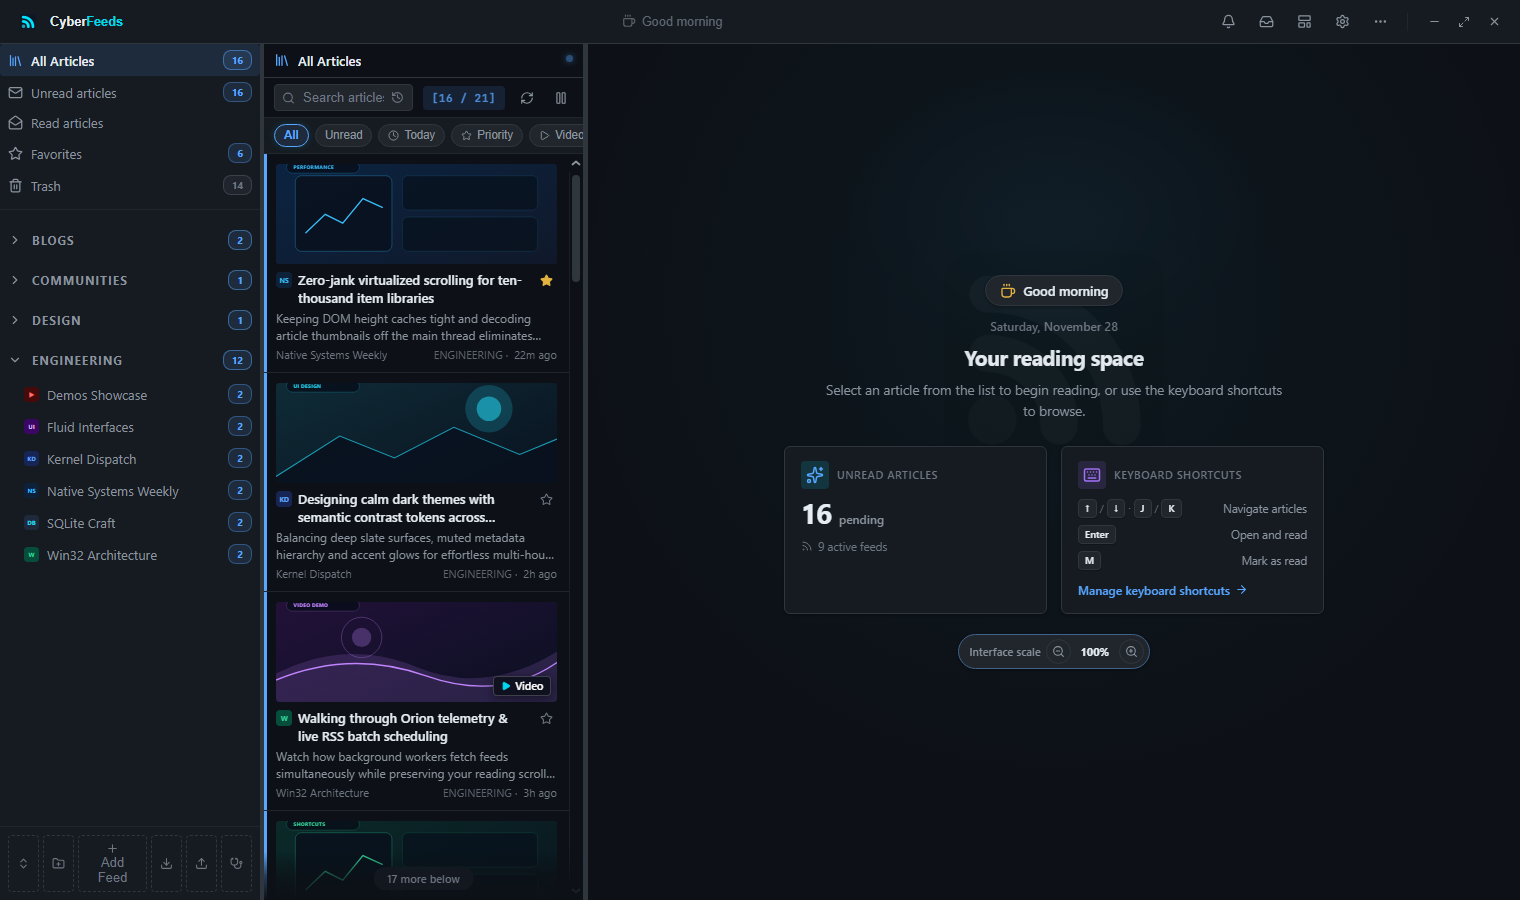 CyberFeeds
Good morning
All Articles 16
Unread articles 16
Read articles
Favorites 6
Trash 14
BLOGS 2
COMMUNITIES 1
DESIGN 1
ENGINEERING 12
Demos Showcase 2
UI Fluid Interfaces 2
KD Kernel Dispatch 2
NS Native Systems Weekly 2
DB SQLite Craft 2
W Win32 Architecture 2
+ Add
Feed
All Articles
Search article [16 / 21]
All Unread Today Priority Video
PERFORMANCE
NS Zero-jank virtualized scrolling for ten-
thousand item libraries
Keeping DOM height caches tight and decoding
article thumbnails off the main thread eliminates...
Native Systems Weekly ENGINEERING · 22m ago
UI DESIGN
KD Designing calm dark themes with
semantic contrast tokens across...
Balancing deep slate surfaces, muted metadata
hierarchy and accent glows for effortless multi-hou...
Kernel Dispatch ENGINEERING · 2h ago
VIDEO DEMO
Video
W Walking through Orion telemetry &
live RSS batch scheduling
Watch how background workers fetch feeds
simultaneously while preserving your reading scroll...
Win32 Architecture ENGINEERING · 3h ago
SHORTCUTS
17 more below
Good morning
Saturday, November 28
Your reading space
Select an article from the list to begin reading, or use the keyboard shortcuts
to browse.
UNREAD ARTICLES
16 pending
9 active feeds
KEYBOARD SHORTCUTS
↑ / ↓ · J / K Navigate articles
Enter Open and read
M Mark as read
Manage keyboard shortcuts →
Interface scale 100%